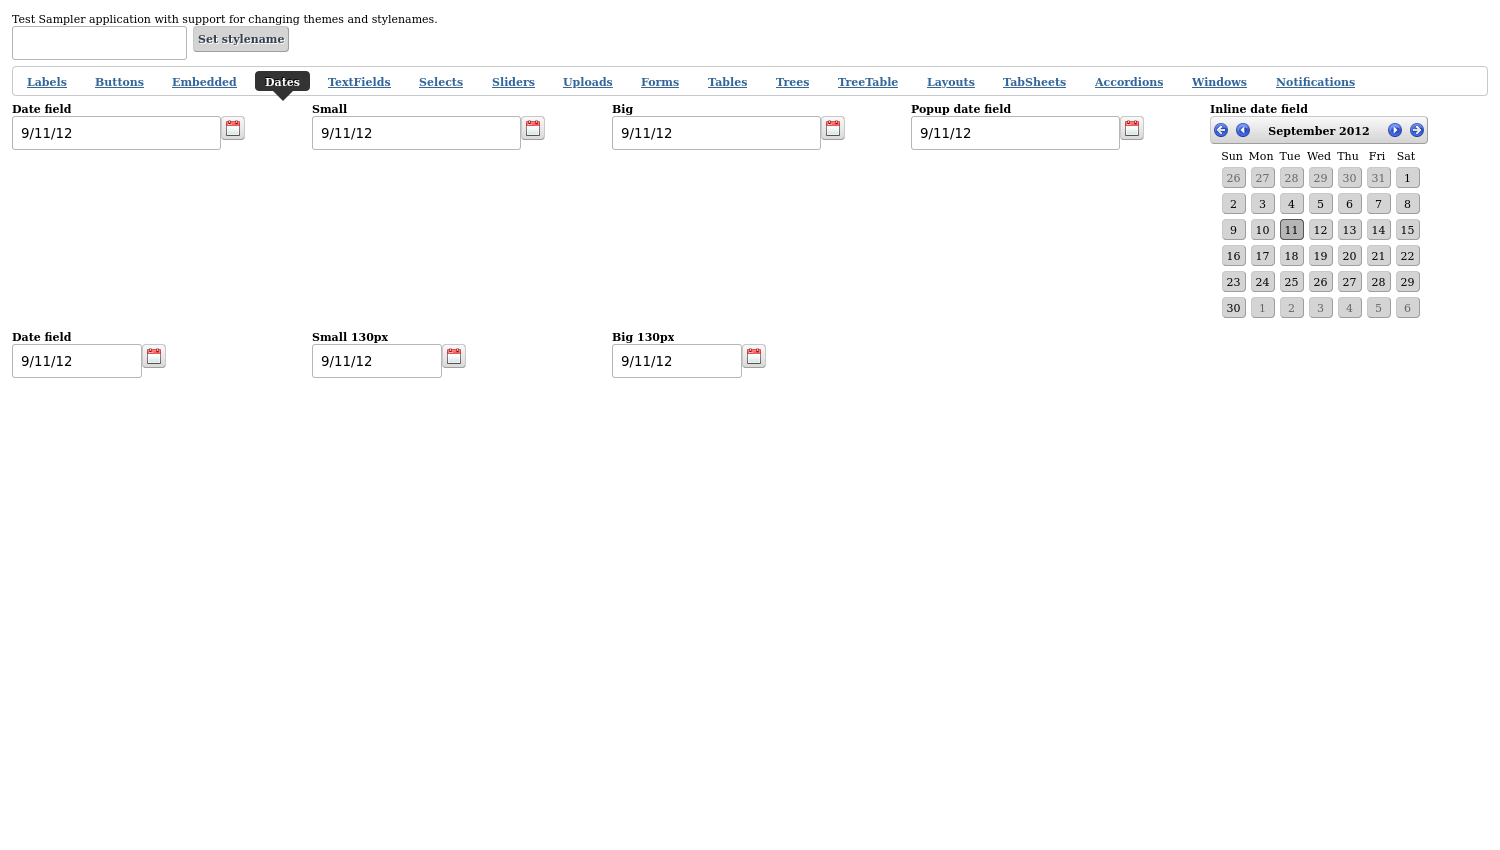 Test Sampler application with support for changing themes and stylenames.
Set stylename
Labels Buttons Embedded Dates TextFields Selects Sliders Uploads Forms Tables Trees TreeTable Layouts TabSheets Accordions Windows Notifications
Date field Small Big Popup date field Inline date field
9/11/12 9/11/12 9/11/12 9/11/12 September 2012
Sun Mon Tue Wed Thu Fri Sat
26 27 28 29 30 31 1
2 3 4 5 6 7 8
9 10 11 12 13 14 15
16 17 18 19 20 21 22
23 24 25 26 27 28 29
30 1 2 3 4 5 6
Date field Small 130px Big 130px
9/11/12 9/11/12 9/11/12